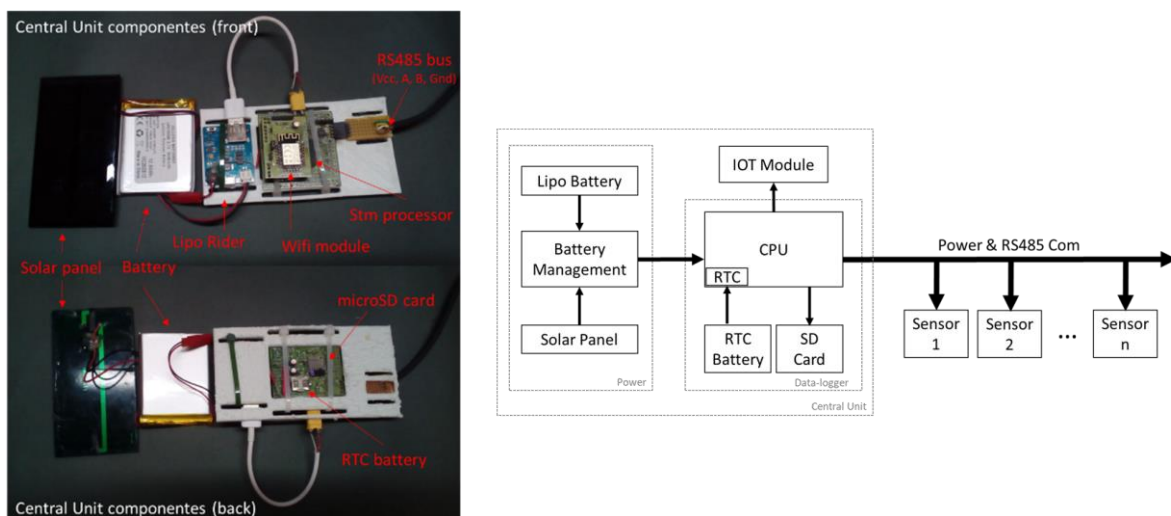 Central Unit componentes (front)
RS485 bus
(Vcc, A, B, Gnd)
Stm processor
Lipo Rider
Wifi module
Solar panel
Battery
microSD card
RTC battery
Central Unit componentes (back)
Lipo Battery
IOT Module
Battery
Management
CPU
RTC
Power & RS485 Com
Solar Panel
RTC
Battery
SD
Card
Sensor
1
Sensor
2
...
Sensor
n
Power
Data-logger
Central Unit